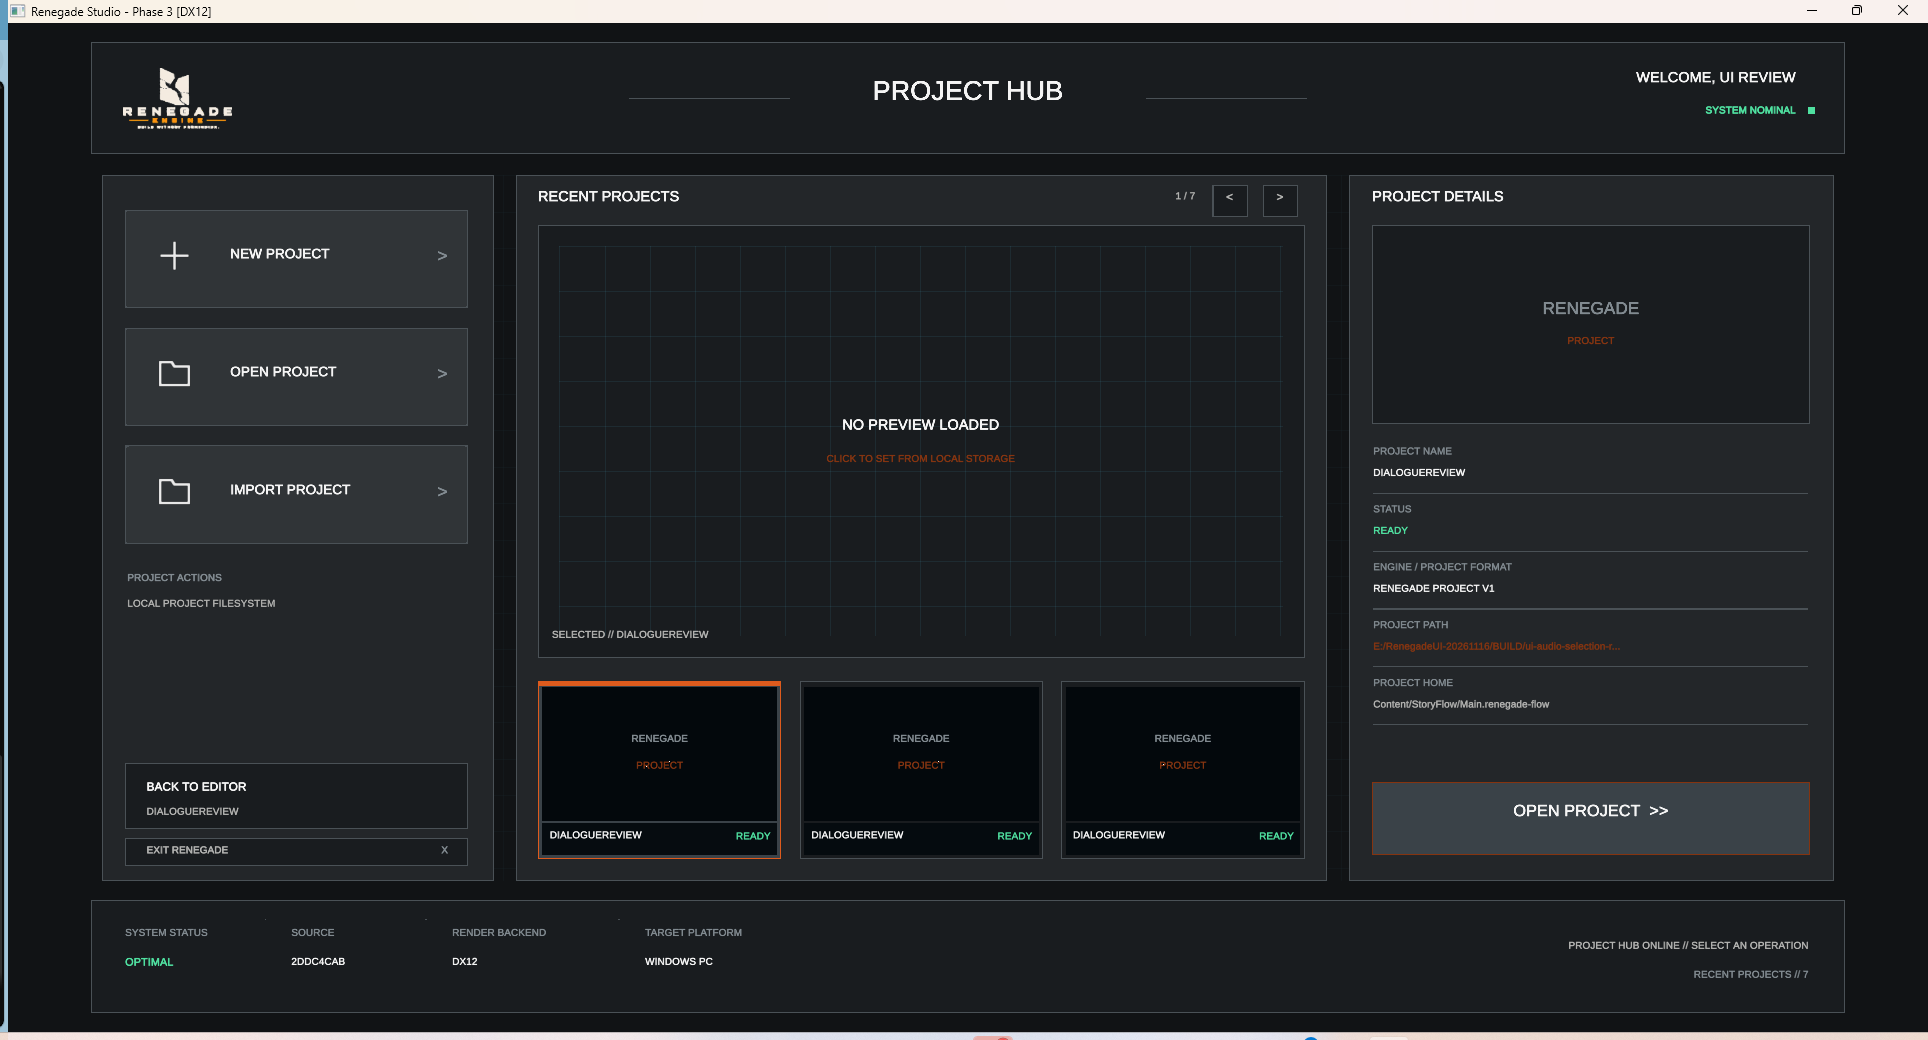 Renegade Studio - Phase 3 [DX12]
RENEGADE
ENGINE
BUILD WITHOUT PERMISSION.
PROJECT HUB
WELCOME, UI REVIEW
SYSTEM NOMINAL
NEW PROJECT >
OPEN PROJECT >
IMPORT PROJECT >
PROJECT ACTIONS
LOCAL PROJECT FILESYSTEM
BACK TO EDITOR
DIALOGUEREVIEW
EXIT RENEGADE X
RECENT PROJECTS 1 / 7 < >
NO PREVIEW LOADED
CLICK TO SET FROM LOCAL STORAGE
SELECTED // DIALOGUEREVIEW
RENEGADE
PROJECT
DIALOGUEREVIEW READY
RENEGADE
PROJECT
DIALOGUEREVIEW READY
RENEGADE
PROJECT
DIALOGUEREVIEW READY
PROJECT DETAILS
RENEGADE
PROJECT
PROJECT NAME
DIALOGUEREVIEW
STATUS
READY
ENGINE / PROJECT FORMAT
RENEGADE PROJECT V1
PROJECT PATH
E:/RenegadeUI-20261116/BUILD/ui-audio-selection-r...
PROJECT HOME
Content/StoryFlow/Main.renegade-flow
OPEN PROJECT >>
SYSTEM STATUS
OPTIMAL
SOURCE
2DDC4CAB
RENDER BACKEND
DX12
TARGET PLATFORM
WINDOWS PC
PROJECT HUB ONLINE // SELECT AN OPERATION
RECENT PROJECTS // 7